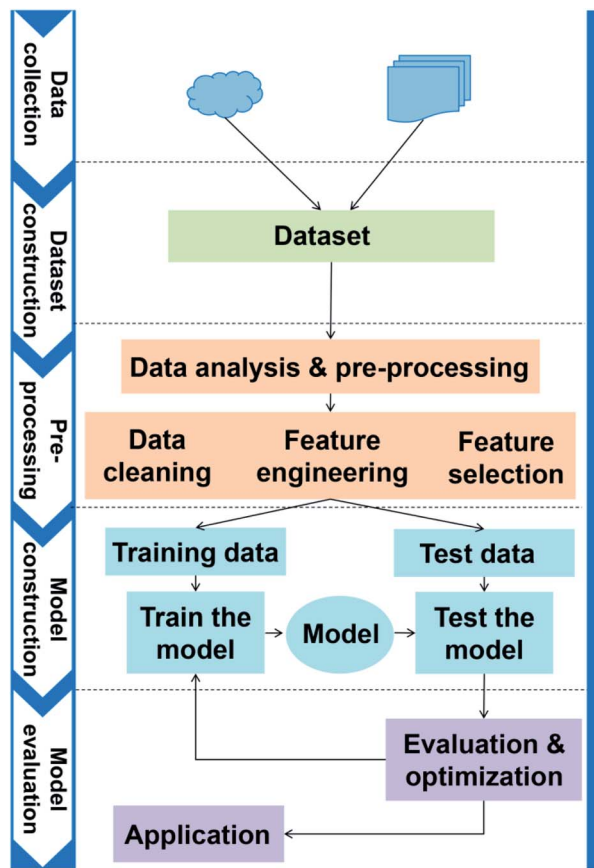 Data
collection
Dataset
Dataset
construction
Data analysis & pre-processing
Pre-
processing
Data
cleaning
Feature
engineering
Feature
selection
Model
construction
Training data
Test data
Train the
model
Model
Test the
model
Model
evaluation
Evaluation &
optimization
Application